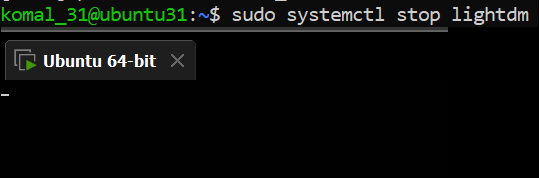 komal_31@ubuntu31:~$ sudo systemctl stop lightdm
Ubuntu 64-bit